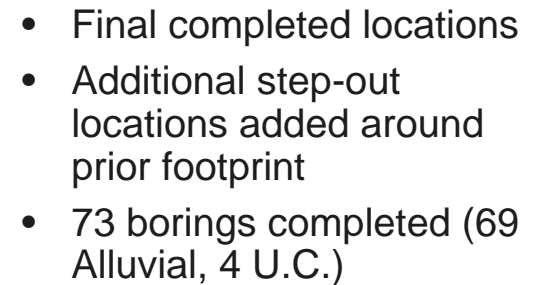 • Final completed locations
• Additional step-out
locations added around
prior footprint
• 73 borings completed (69
Alluvial, 4 U.C.)